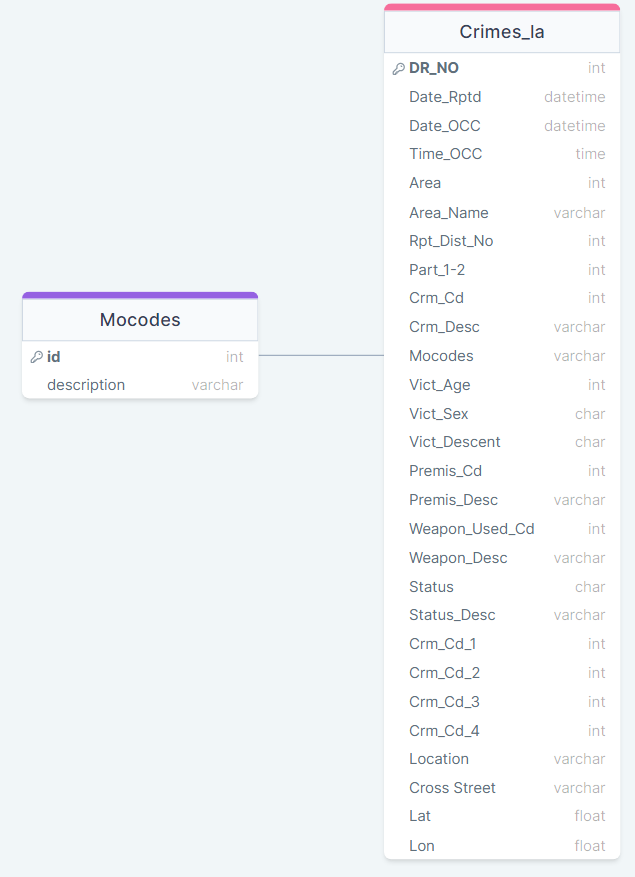 Crimes_la
DR_NO int
Date_Rptd datetime
Date_OCC datetime
Time_OCC time
Area int
Area_Name varchar
Rpt_Dist_No int
Part_1-2 int
Crm_Cd int
Crm_Desc varchar
Mocodes varchar
Vict_Age int
Vict_Sex char
Vict_Descent char
Premis_Cd int
Premis_Desc varchar
Weapon_Used_Cd int
Weapon_Desc varchar
Status char
Status_Desc varchar
Crm_Cd_1 int
Crm_Cd_2 int
Crm_Cd_3 int
Crm_Cd_4 int
Location varchar
Cross Street varchar
Lat float
Lon float
Mocodes
id int
description varchar